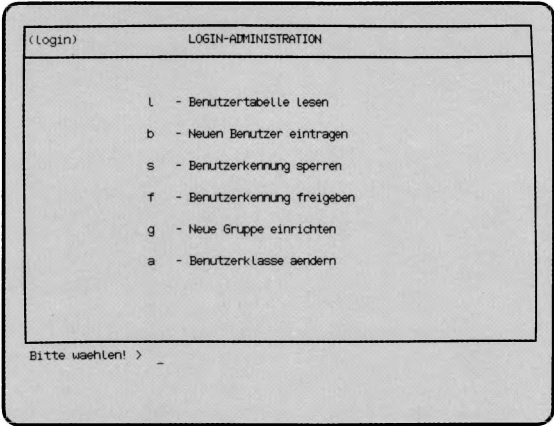 (login) LOGIN-ADMINISTRATION
l - Benutzertabelle lesen
b - Neuen Benutzer eintragen
s - Benutzerkennung sperren
f - Benutzerkennung freigeben
g - Neue Gruppe einrichten
a - Benutzerklasse aendern
Bitte waehlen! > _